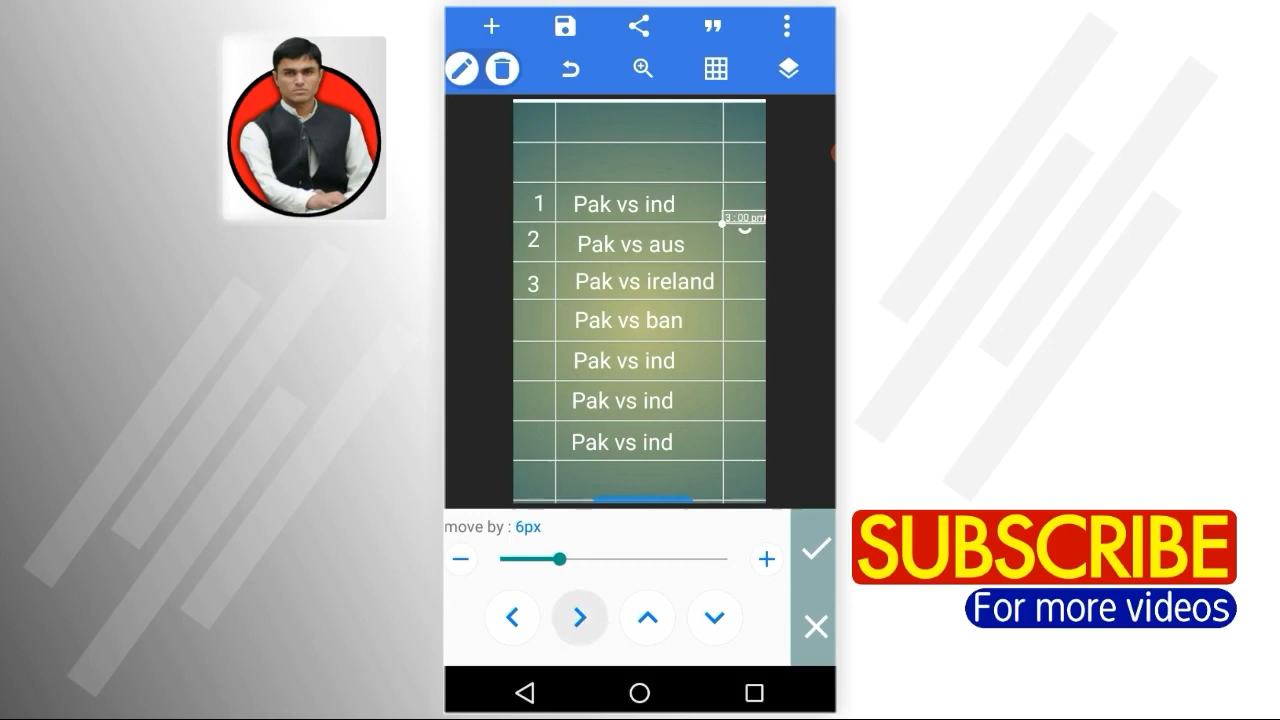 1 Pak vs ind
3 : 00 pm
2 Pak vs aus
3 Pak vs ireland
Pak vs ban
Pak vs ind
Pak vs ind
Pak vs ind
move by : 6px
SUBSCRIBE
For more videos